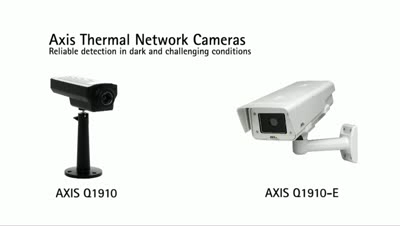 Axis Thermal Network Cameras
Reliable detection in dark and challenging conditions
AXIS Q1910
AXIS Q1910-E